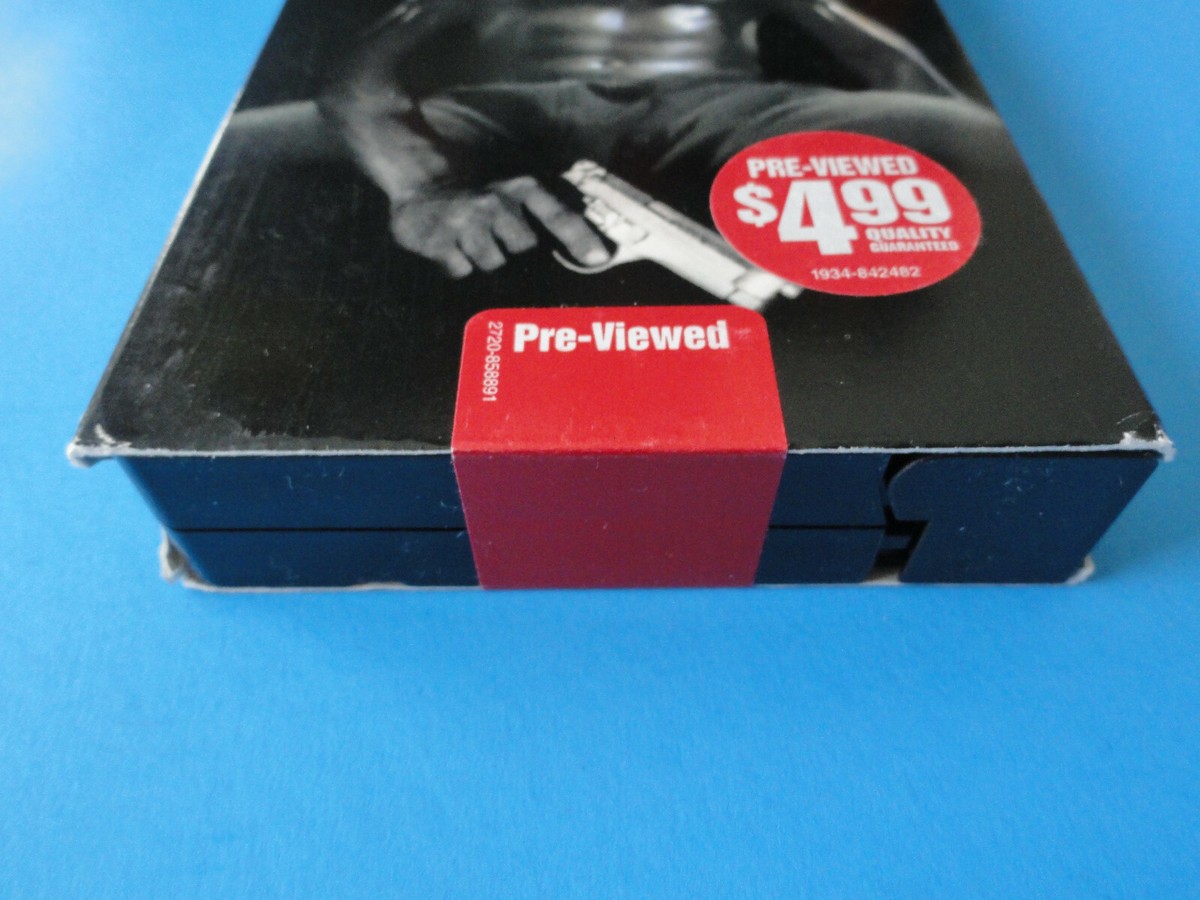 PRE-VIEWED
$499
QUALITY
GUARANTEED
1934-842482
Pre-Viewed
2720-858891